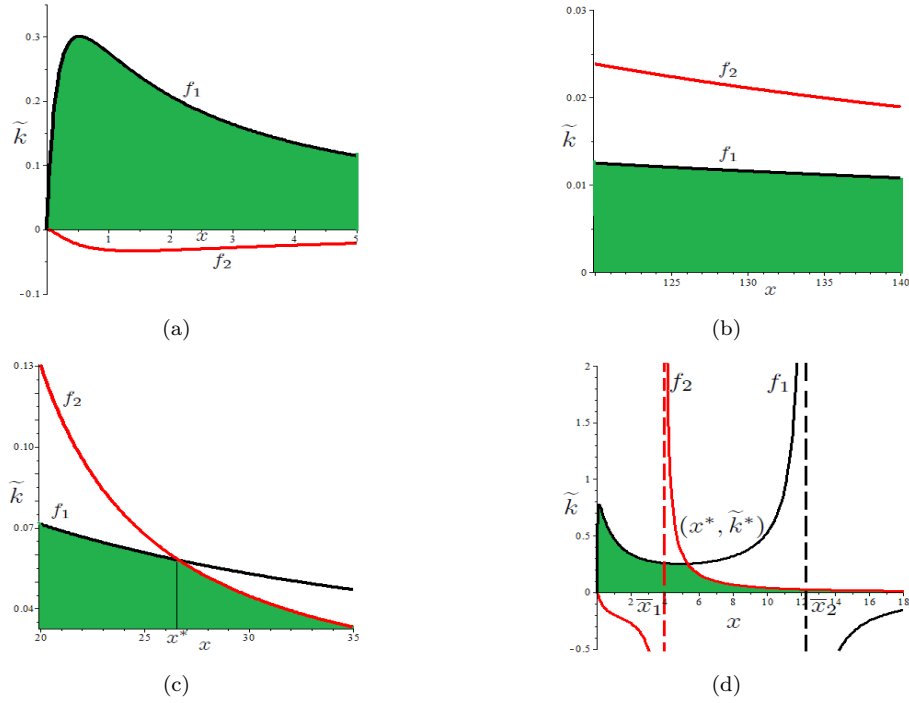 0.3
0.2
k̃
0.1
0
-0.1
f₁
x
1
2
3
4
5
f₂
(a)
0.03
0.02
k̃
0.01
0
f₂
f₁
125
130
135
140
x
(b)
0.13
0.10
k̃
0.07
0.04
f₂
f₁
20
25
x*
x
30
35
(c)
2
1.5
1
k̃
0.5
0
-0.5
f₂
f₁
(x*, k̃*)
2
4
6
8
10
12
14
16
18
x̅₁
x
x̅₂
(d)